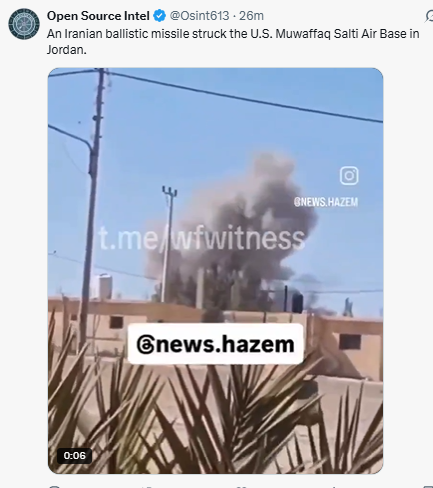 Open Source Intel @Osint613 · 26m
An Iranian ballistic missile struck the U.S. Muwaffaq Salti Air Base in
Jordan.
@NEWS.HAZEM
t.me/wfwitness
@news.hazem
0:06